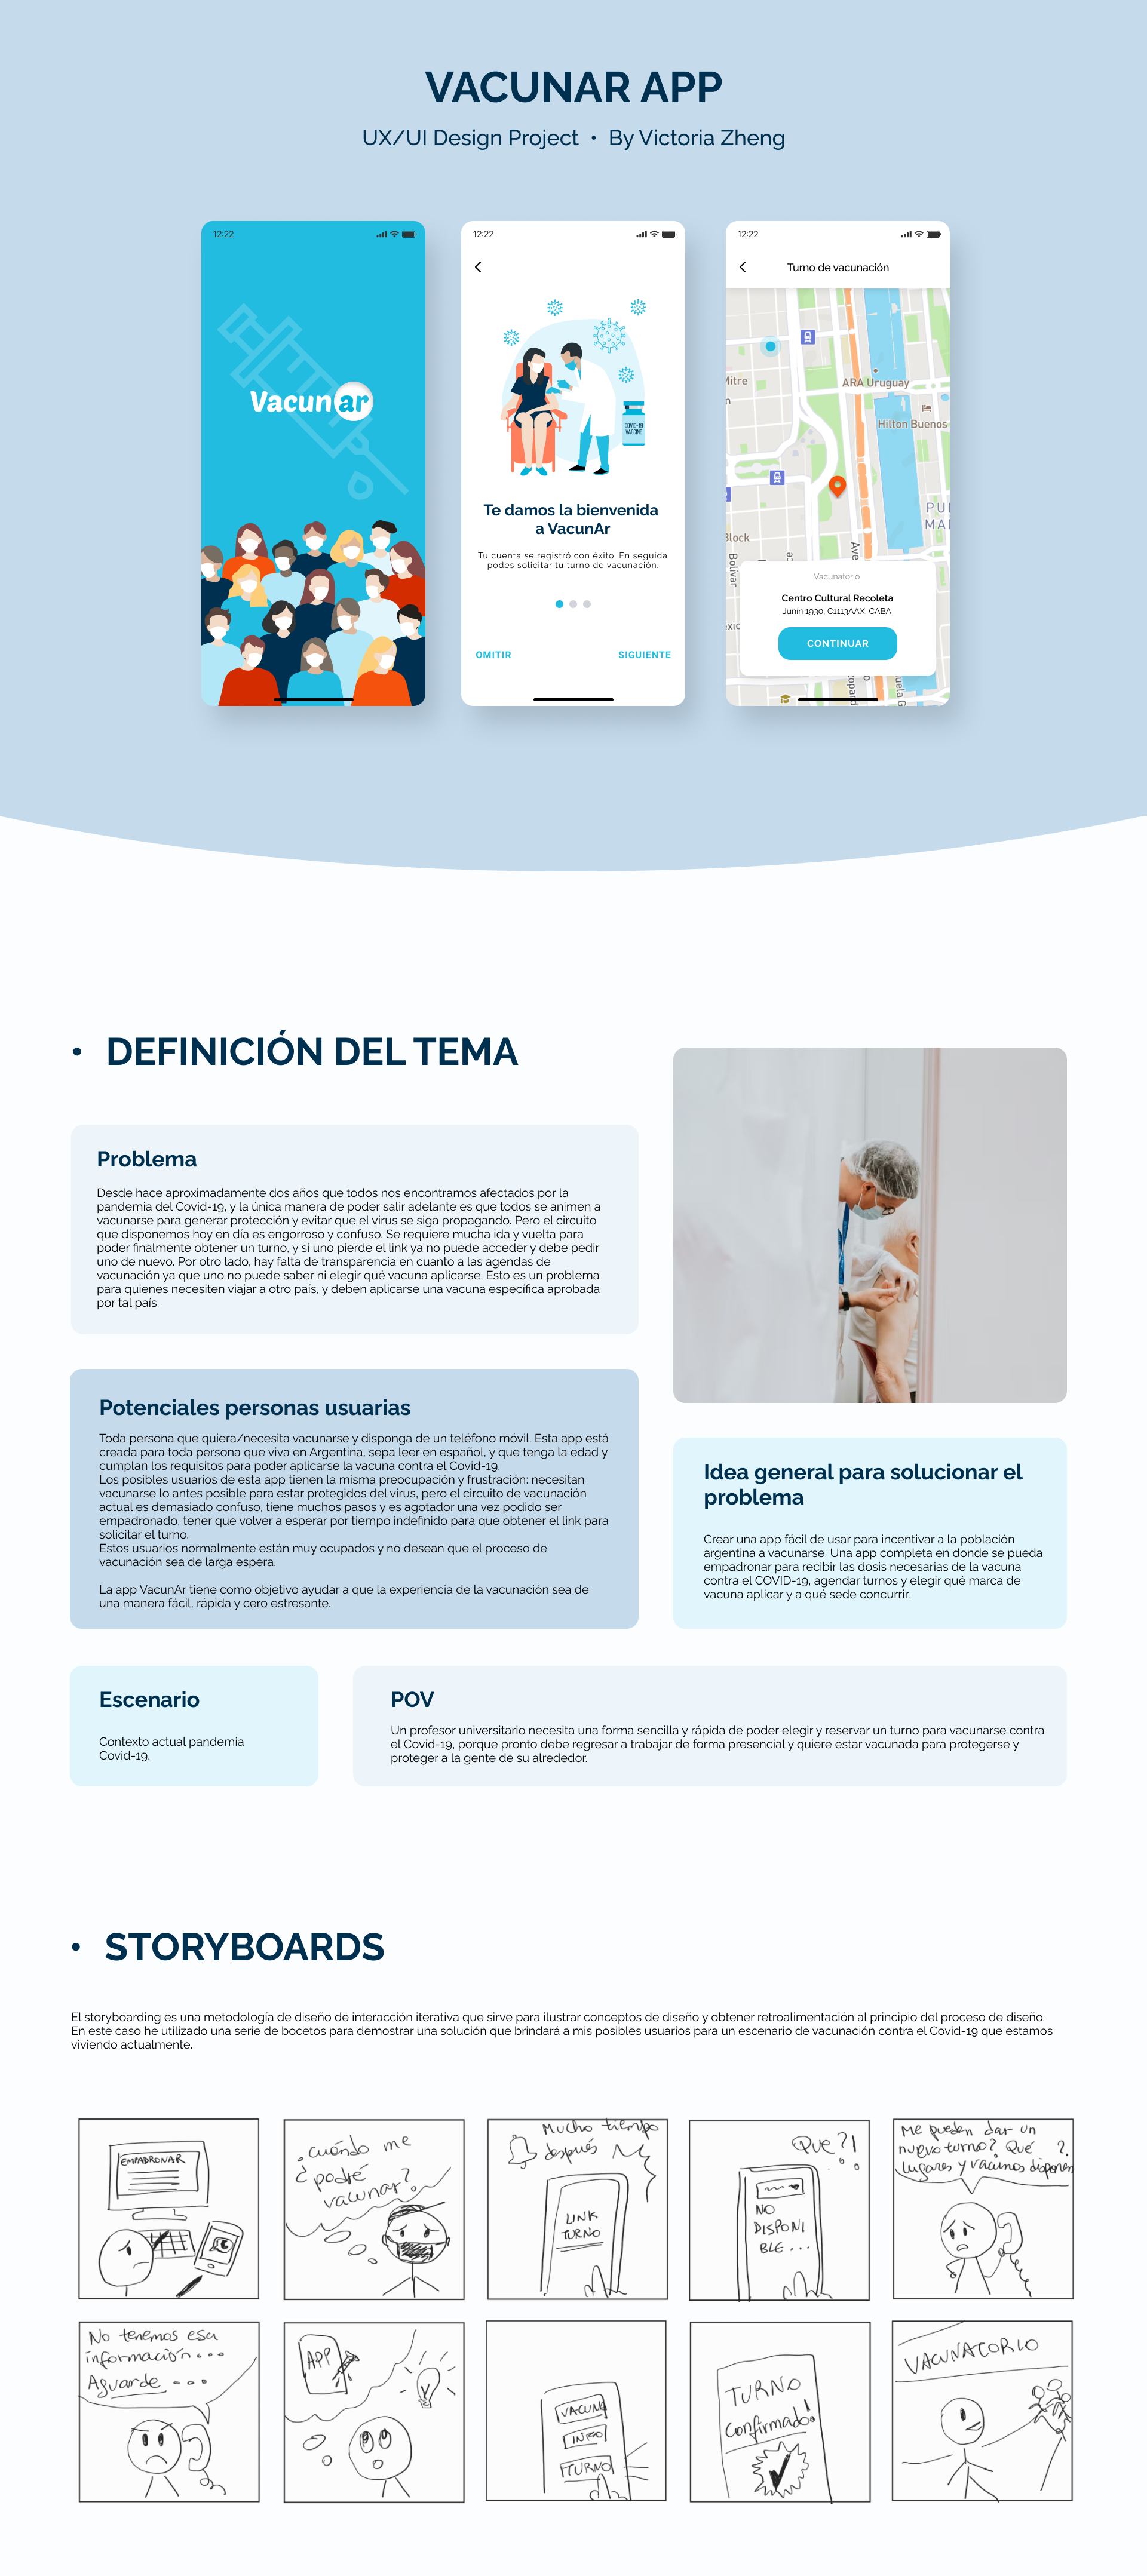 VACUNAR APP
UX/UI Design Project • By Victoria Zheng
12:22
Vacunar
12:22
COVID-19
VACCINE
Te damos la bienvenida
a VacunAr
Tu cuenta se registró con éxito. En seguida
podes solicitar tu turno de vacunación.
OMITIR
SIGUIENTE
12:22
Turno de vacunación
Mitre
ARA Uruguay
Hilton Buenos
PUE
MA
Block
Bolívar
Ave
Vacunatorio
Centro Cultural Recoleta
Junin 1930, C1113AAX, CABA
CONTINUAR
• DEFINICIÓN DEL TEMA
Problema
Desde hace aproximadamente dos años que todos nos encontramos afectados por la
pandemia del Covid-19, y la única manera de poder salir adelante es que todos se animen a
vacunarse para generar protección y evitar que el virus se siga propagando. Pero el circuito
que disponemos hoy en día es engorroso y confuso. Se requiere mucha ida y vuelta para
poder finalmente obtener un turno, y si uno pierde el link ya no puede acceder y debe pedir
uno de nuevo. Por otro lado, hay falta de transparencia en cuanto a las agendas de
vacunación ya que uno no puede saber ni elegir qué vacuna aplicarse. Esto es un problema
para quienes necesiten viajar a otro país, y deben aplicarse una vacuna específica aprobada
por tal país.
Potenciales personas usuarias
Toda persona que quiera/necesita vacunarse y disponga de un teléfono móvil. Esta app está
creada para toda persona que viva en Argentina, sepa leer en español, y que tenga la edad y
cumplan los requisitos para poder aplicarse la vacuna contra el Covid-19.
Los posibles usuarios de esta app tienen la misma preocupación y frustración: necesitan
vacunarse lo antes posible para estar protegidos del virus, pero el circuito de vacunación
actual es demasiado confuso, tiene muchos pasos y es agotador una vez podido ser
empadronado, tener que volver a esperar por tiempo indefinido para que obtener el link para
solicitar el turno.
Estos usuarios normalmente están muy ocupados y no desean que el proceso de
vacunación sea de larga espera.
La app VacunAr tiene como objetivo ayudar a que la experiencia de la vacunación sea de
una manera fácil, rápida y cero estresante.
Idea general para solucionar el
problema
Crear una app fácil de usar para incentivar a la población
argentina a vacunarse. Una app completa en donde se pueda
empadronar para recibir las dosis necesarias de la vacuna
contra el COVID-19, agendar turnos y elegir qué marca de
vacuna aplicar y a qué sede concurrir.
Escenario
Contexto actual pandemia
Covid-19.
POV
Un profesor universitario necesita una forma sencilla y rápida de poder elegir y reservar un turno para vacunarse contra
el Covid-19, porque pronto debe regresar a trabajar de forma presencial y quiere estar vacunada para protegerse y
proteger a la gente de su alrededor.
• STORYBOARDS
El storyboarding es una metodología de diseño de interacción iterativa que sirve para ilustrar conceptos de diseño y obtener retroalimentación al principio del proceso de diseño.
En este caso he utilizado una serie de bocetos para demostrar una solución que brindará a mis posibles usuarios para un escenario de vacunación contra el Covid-19 que estamos
viviendo actualmente.
EMPADRONAR
¿cuándo me
podré
vacunar?
Mucho tiempo
después
LINK
TURNO
Que?!
NO
DISPONI
BLE...
Me pueden dar un
nuevo turno? Qué ?
lugares y vacunas disponen
No tenemos esa
información...
Aguarde...
APP
VACUNA
INFO
TURNO
TURNO
Confirmado!
VACUNATORIO